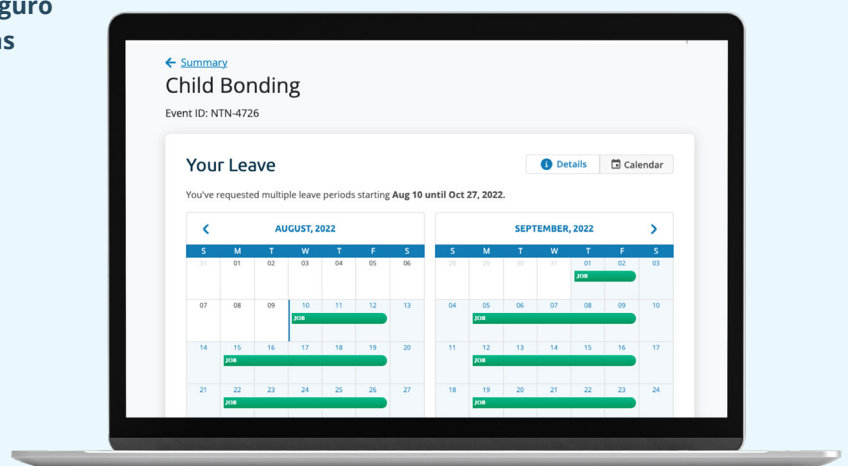 guro
as
← Summary
Child Bonding
Event ID: NTN-4726
Your Leave
Details
Calendar
You've requested multiple leave periods starting Aug 10 until Oct 27, 2022.
AUGUST, 2022
S M T W T F S
31 01 02 03 04 05 06
07 08 09 10 11 12 13
JOB
14 15 16 17 18 19 20
JOB
21 22 23 24 25 26 27
JOB
SEPTEMBER, 2022
S M T W T F S
28 29 30 31 01 02 03
JOB
04 05 06 07 08 09 10
JOB
11 12 13 14 15 16 17
JOB
18 19 20 21 22 23 24
JOB